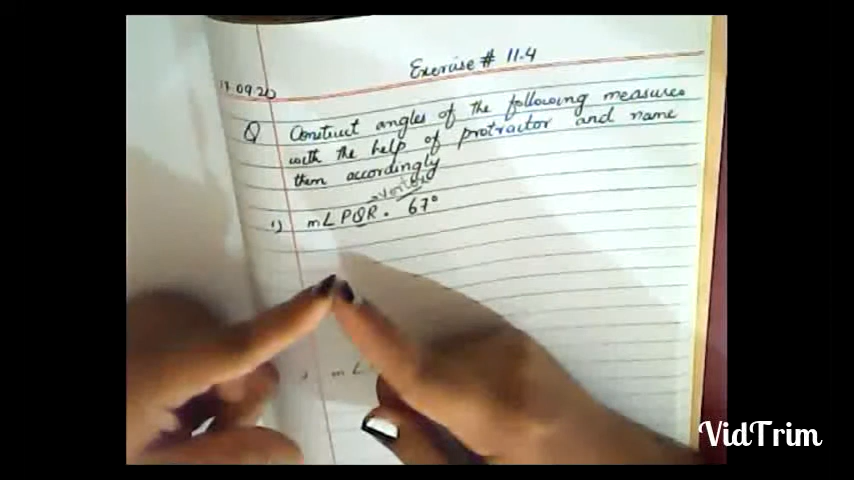 Exercise # 11.4
17.09.20
Q Construct angles of the following measures
with the help of protractor and name
them accordingly
vertex
i) m∠PQR = 67°
m∠
VidTrim